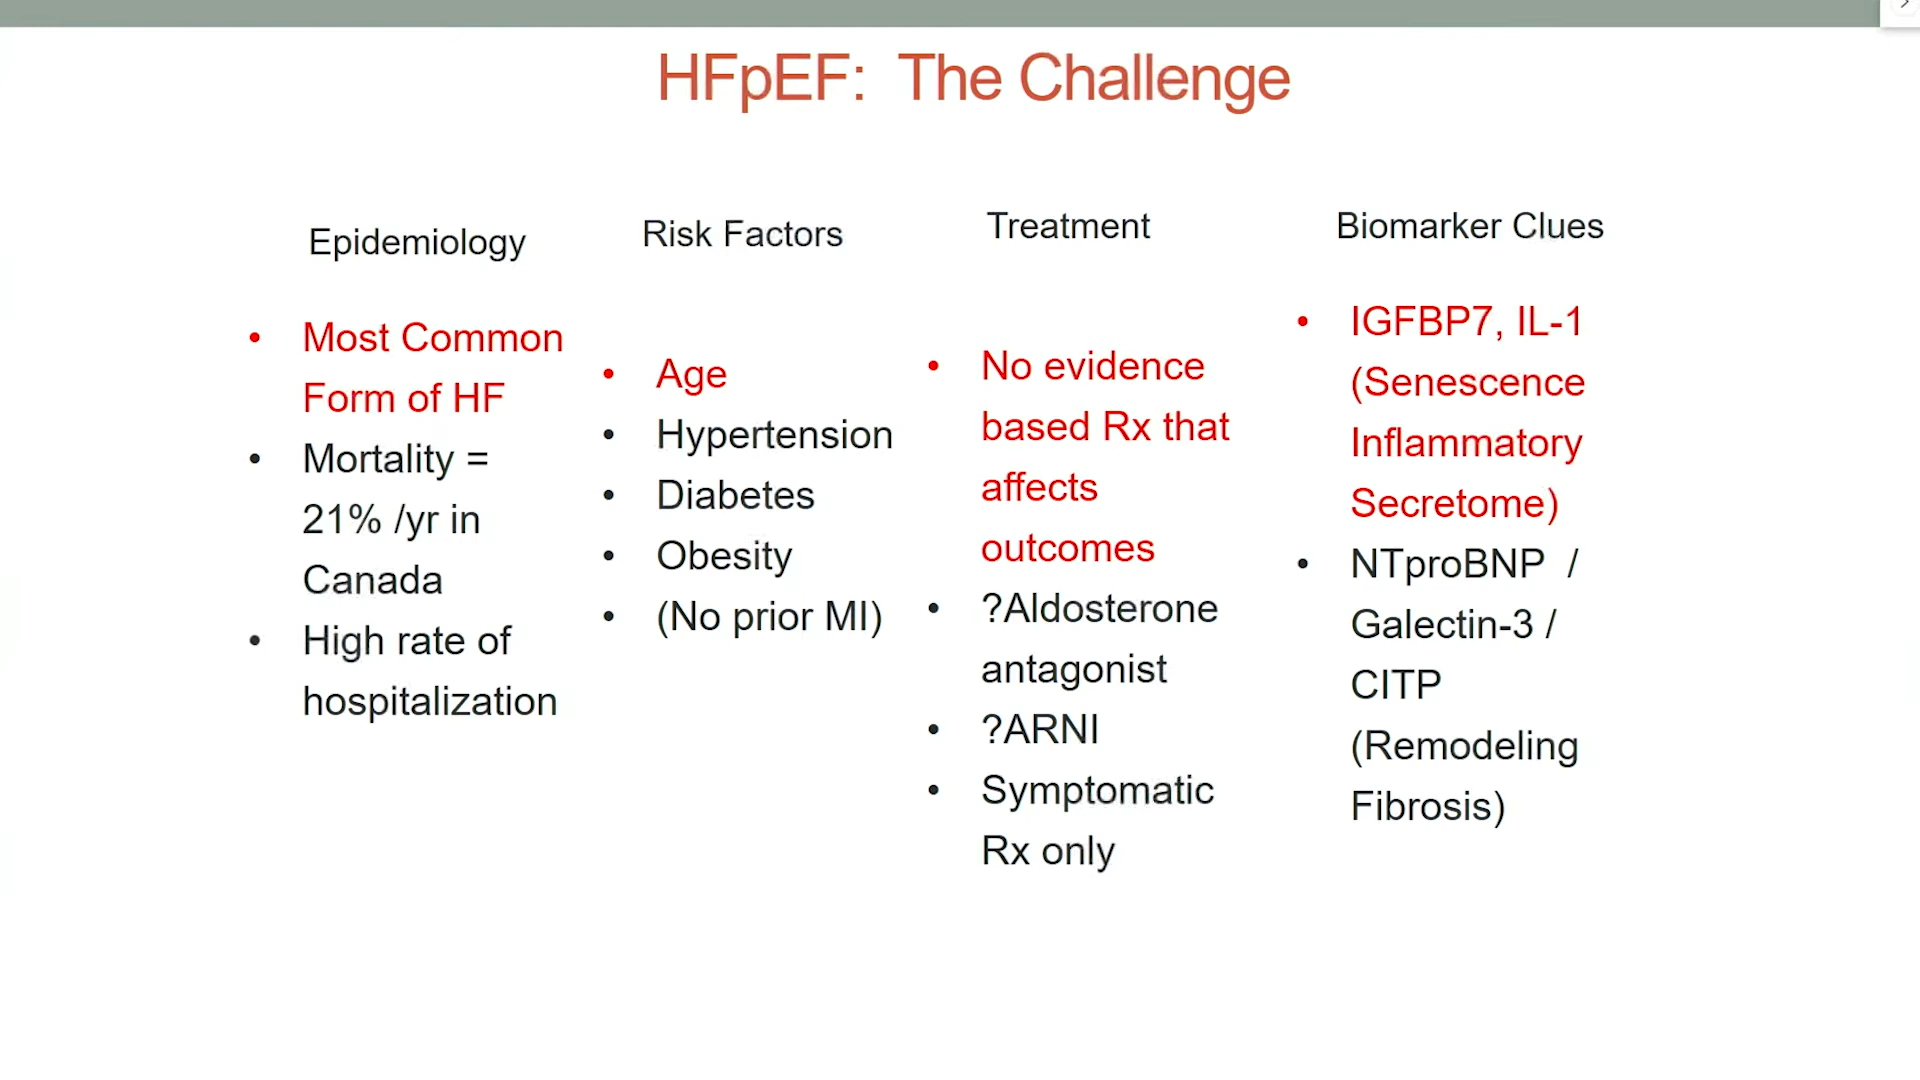 HFpEF: The Challenge
Epidemiology
• Most Common
Form of HF
• Mortality =
21% /yr in
Canada
• High rate of
hospitalization
Risk Factors
• Age
• Hypertension
• Diabetes
• Obesity
• (No prior MI)
Treatment
• No evidence
based Rx that
affects
outcomes
• ?Aldosterone
antagonist
• ?ARNI
• Symptomatic
Rx only
Biomarker Clues
• IGFBP7, IL-1
(Senescence
Inflammatory
Secretome)
• NTproBNP /
Galectin-3 /
CITP
(Remodeling
Fibrosis)